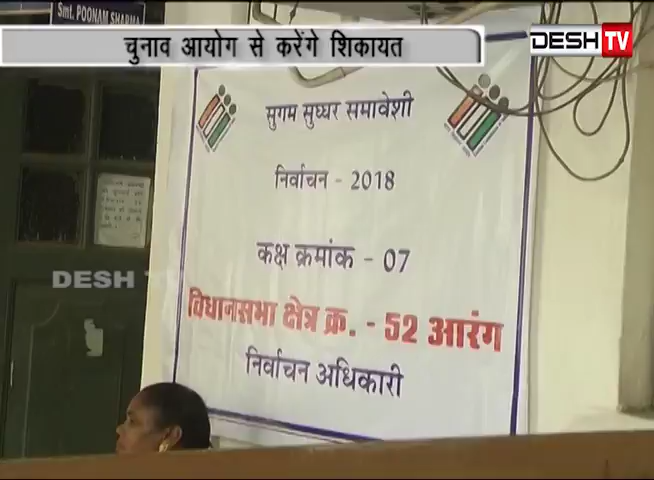 Smt. POONAM SHARMA
चुनाव आयोग से करेंगे शिकायत
DESH TV
सुगम सुघ्घर समावेशी
निर्वाचन - 2018
कक्ष क्रमांक - 07
DESH TV
विधानसभा क्षेत्र क्र. - 52 आरंग
निर्वाचन अधिकारी